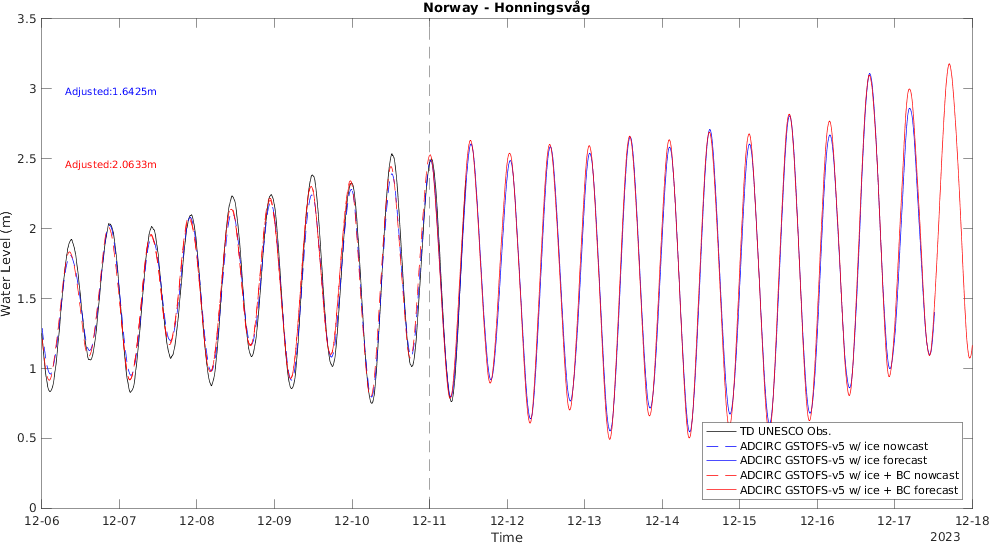 Norway - Honningsvåg
3.5
3
2.5
2
1.5
1
0.5
0
Water Level (m)
Adjusted:1.6425m
Adjusted:2.0633m
TD UNESCO Obs.
ADCIRC GSTOFS-v5 w/ ice nowcast
ADCIRC GSTOFS-v5 w/ ice forecast
ADCIRC GSTOFS-v5 w/ ice + BC nowcast
ADCIRC GSTOFS-v5 w/ ice + BC forecast
12-06 12-07 12-08 12-09 12-10 12-11 12-12 12-13 12-14 12-15 12-16 12-17 12-18
Time
2023